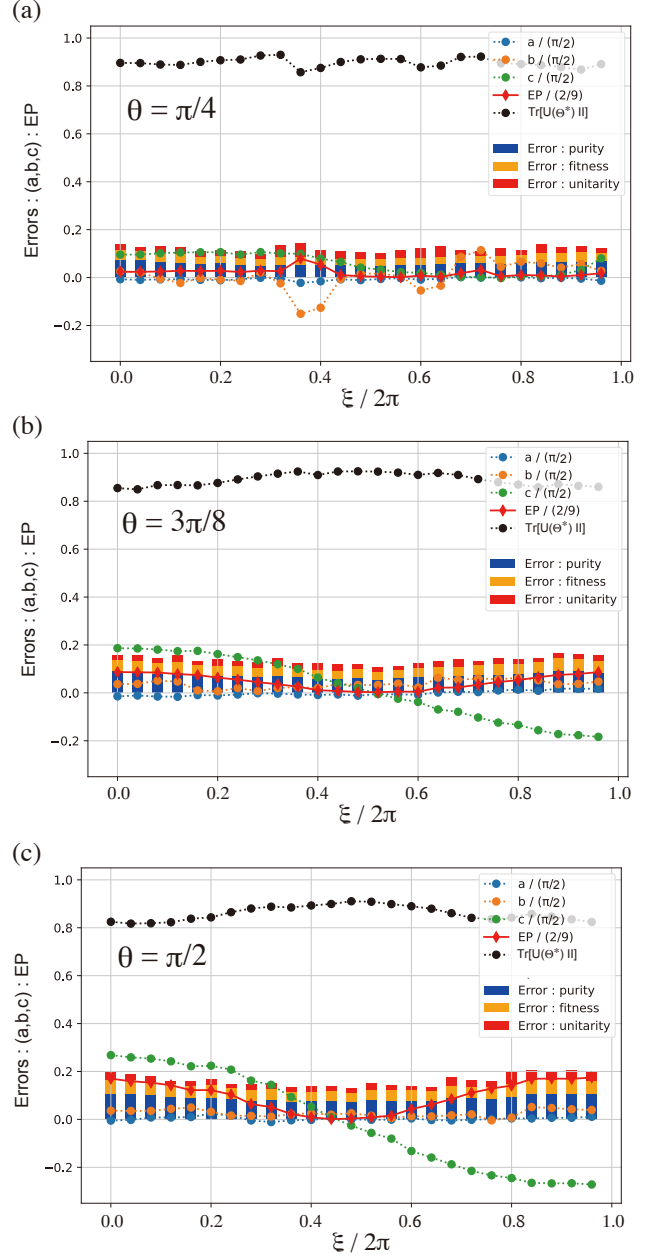 (a)
1.0
0.8
0.6
0.4
0.2
0.0
−0.2
Errors : (a,b,c) : EP
θ = π/4
a / (π/2)
b / (π/2)
c / (π/2)
EP / (2/9)
Tr[U(Θ*) II]
Error : purity
Error : fitness
Error : unitarity
0.0 0.2 0.4 0.6 0.8 1.0
ξ / 2π
(b)
1.0
0.8
0.6
0.4
0.2
0.0
−0.2
Errors : (a,b,c) : EP
θ = 3π/8
a / (π/2)
b / (π/2)
c / (π/2)
EP / (2/9)
Tr[U(Θ*) II]
Error : purity
Error : fitness
Error : unitarity
0.0 0.2 0.4 0.6 0.8 1.0
ξ / 2π
(c)
1.0
0.8
0.6
0.4
0.2
0.0
−0.2
Errors : (a,b,c) : EP
θ = π/2
a / (π/2)
b / (π/2)
c / (π/2)
EP / (2/9)
Tr[U(Θ*) II]
Error : purity
Error : fitness
Error : unitarity
0.0 0.2 0.4 0.6 0.8 1.0
ξ / 2π